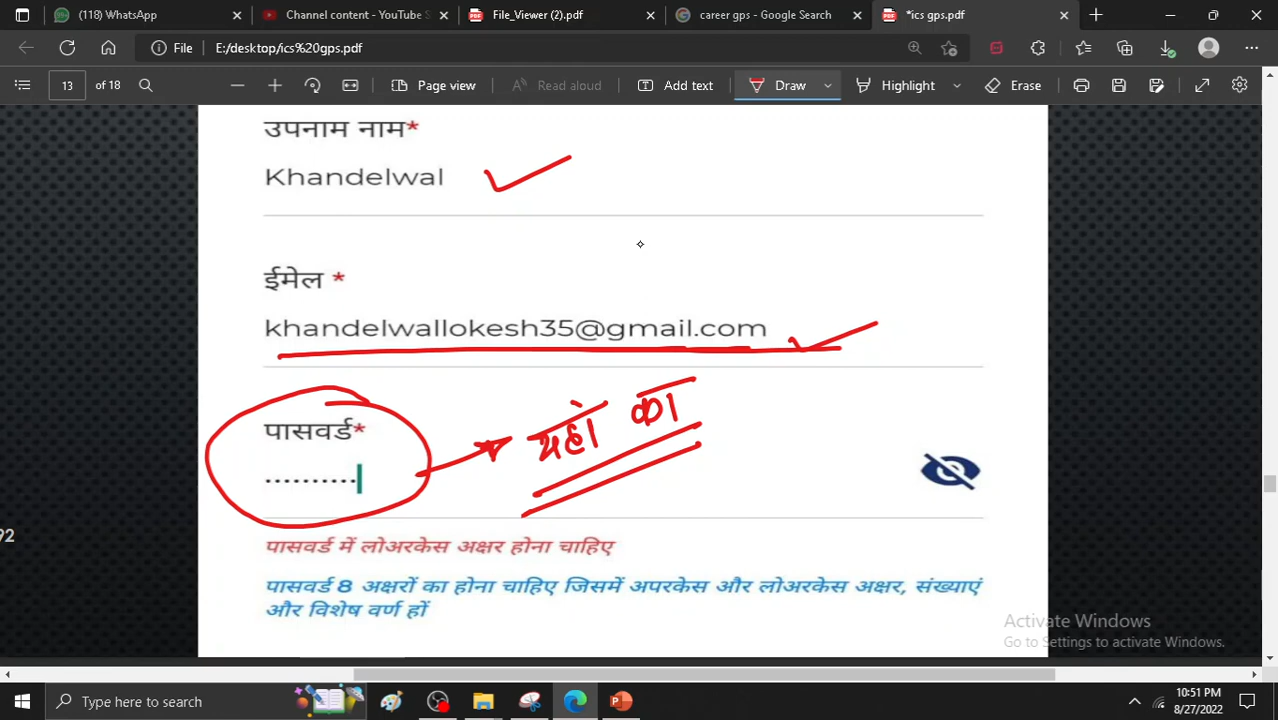 (118) WhatsApp
Channel content - YouTube S
File_Viewer (2).pdf
career gps - Google Search
*ics gps.pdf
File
E:/desktop/ics%20gps.pdf
13 of 18
Page view
Read aloud
Add text
Draw
Highlight
Erase
उपनाम नाम*
Khandelwal
ईमेल *
khandelwallokesh35@gmail.com
यहां का
पासवर्ड*
··········
92
पासवर्ड में लोअरकेस अक्षर होना चाहिए
पासवर्ड 8 अक्षरों का होना चाहिए जिसमें अपरकेस और लोअरकेस अक्षर, संख्याएं
और विशेष वर्ण हों
Activate Windows
Go to Settings to activate Windows.
Type here to search
10:51 PM
8/27/2022